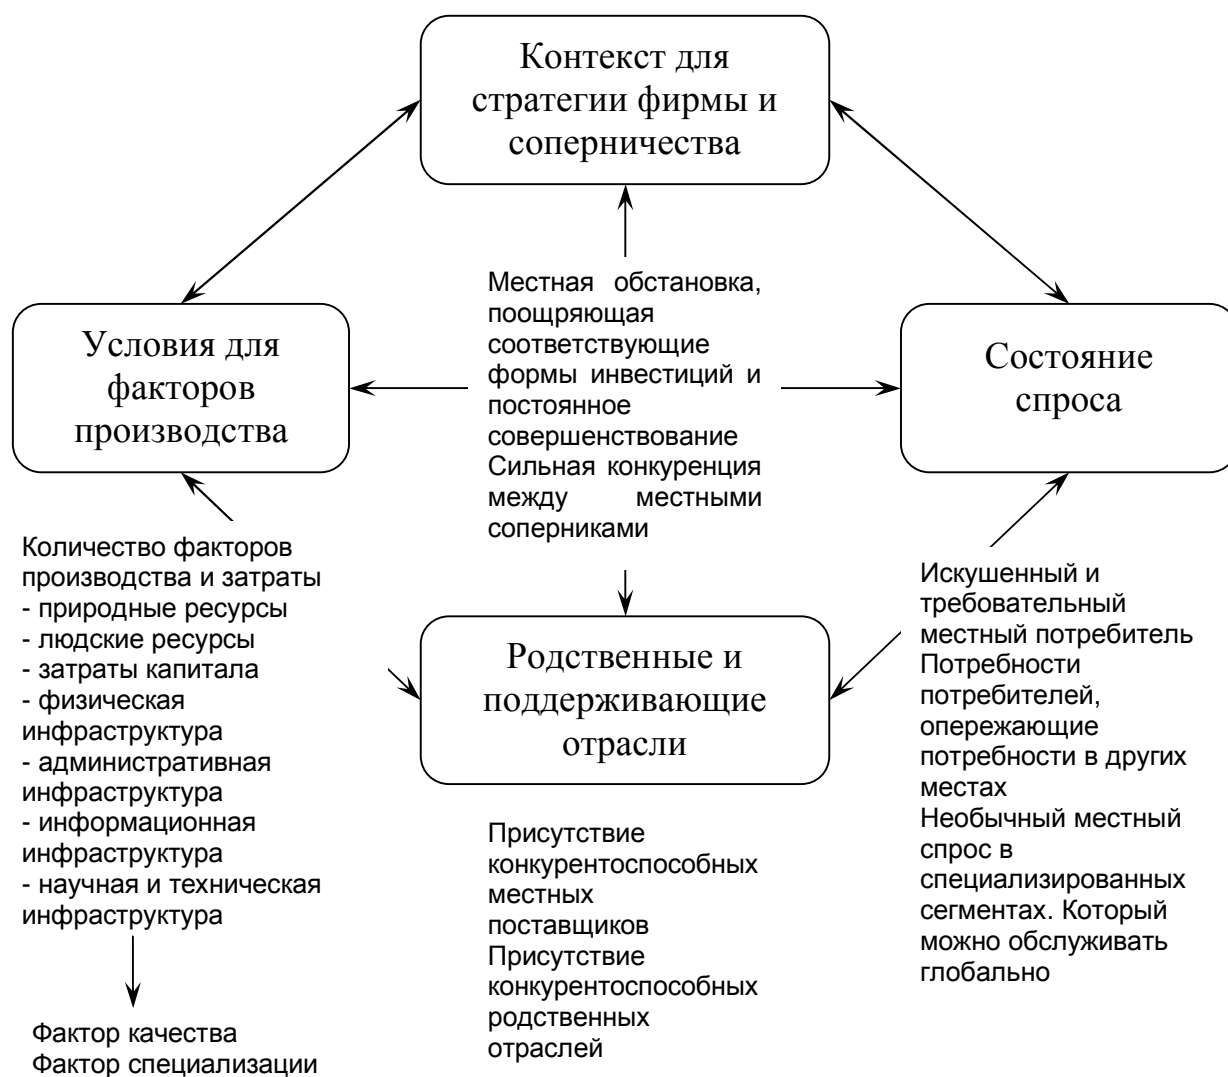 Контекст для
стратегии фирмы и
соперничества
Условия для
факторов
производства
Местная обстановка,
поощряющая
соответствующие
формы инвестиций и
постоянное
совершенствование
Сильная конкуренция
между местными
соперниками
Состояние
спроса
Количество факторов
производства и затраты
- природные ресурсы
- людские ресурсы
- затраты капитала
- физическая
инфраструктура
- административная
инфраструктура
- информационная
инфраструктура
- научная и техническая
инфраструктура
Фактор качества
Фактор специализации
Родственные и
поддерживающие
отрасли
Присутствие
конкурентоспособных
местных
поставщиков
Присутствие
конкурентоспособных
родственных
отраслей
Искушенный и
требовательный
местный потребитель
Потребности
потребителей,
опережающие
потребности в других
местах
Необычный местный
спрос в
специализированных
сегментах. Который
можно обслуживать
глобально